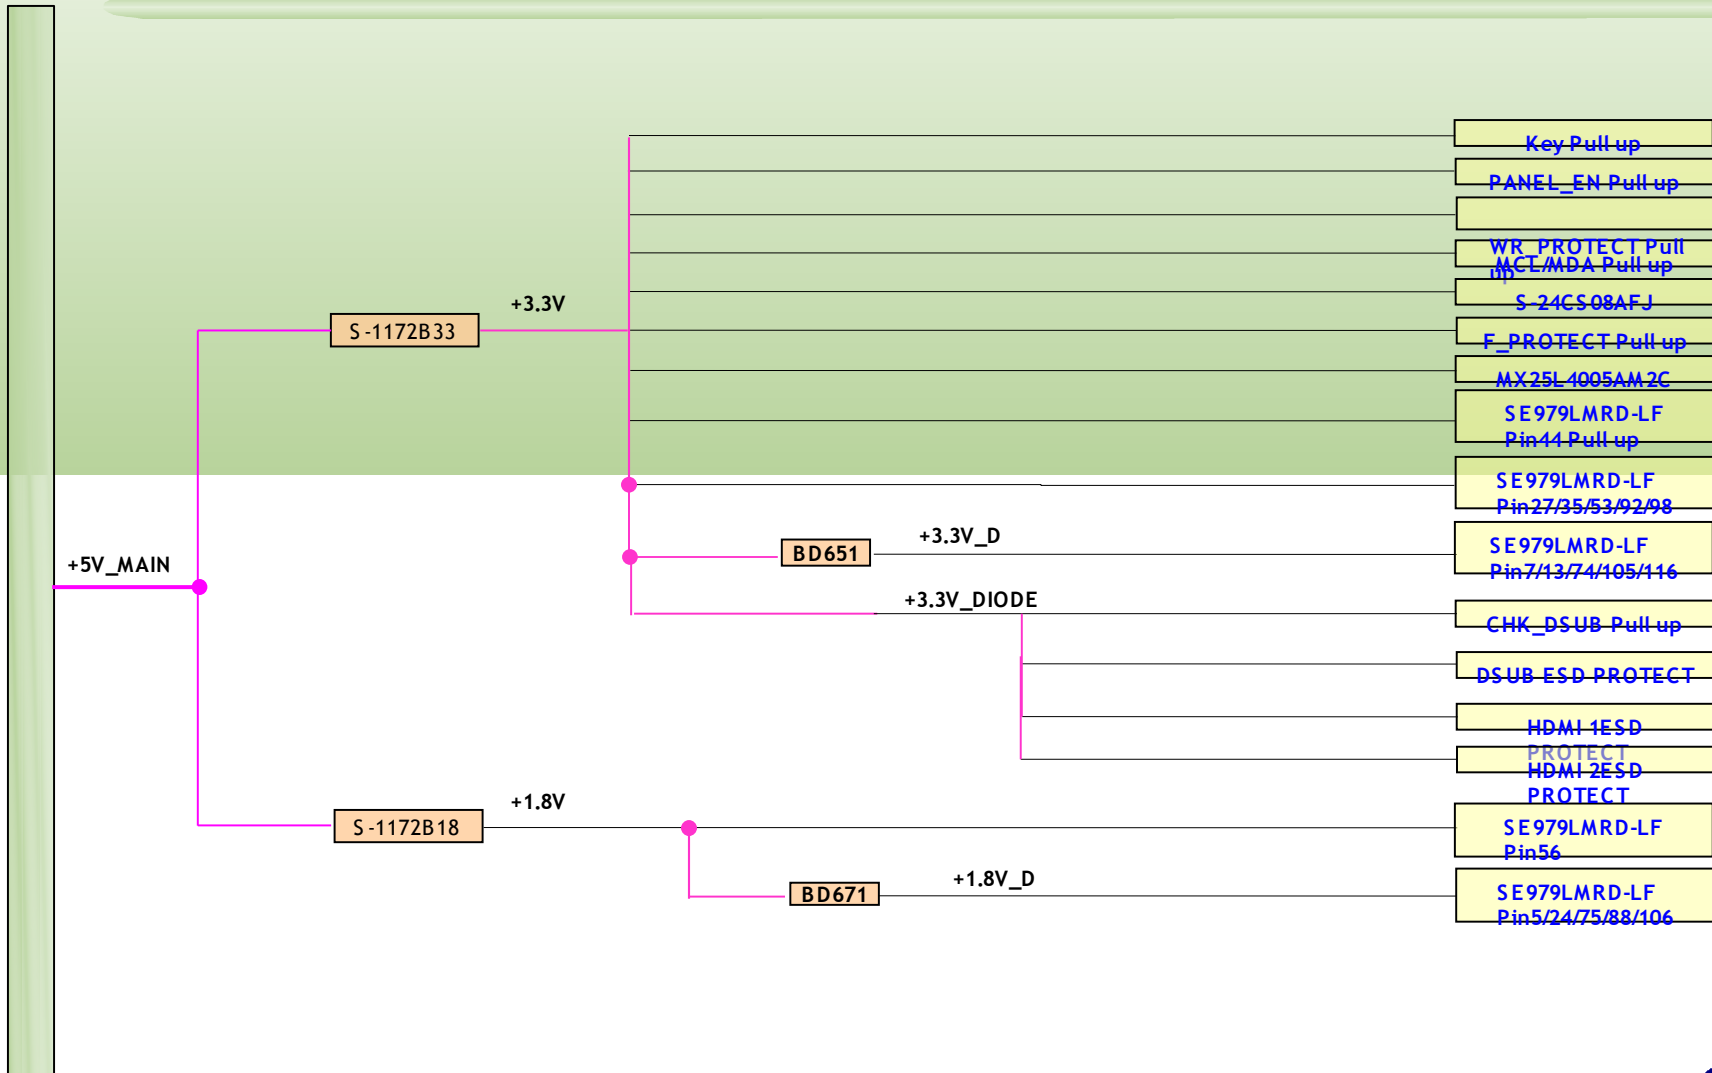 Key Pull up
PANEL_EN Pull up
WR_PROTECT Pull
up
MCL/MDA Pull up
S-24CS08AFJ
+3.3V
S-1172B33
F_PROTECT Pull up
MX25L4005AM2C
SE979LMRD-LF
Pin44 Pull up
SE979LMRD-LF
Pin27/35/53/92/98
+3.3V_D
BD651
SE979LMRD-LF
Pin7/13/74/105/116
+5V_MAIN
+3.3V_DIODE
CHK_DSUB Pull up
DSUB ESD PROTECT
HDMI 1ESD
PROTECT
HDMI 2ESD
PROTECT
+1.8V
S-1172B18
SE979LMRD-LF
Pin56
+1.8V_D
BD671
SE979LMRD-LF
Pin5/24/75/88/106